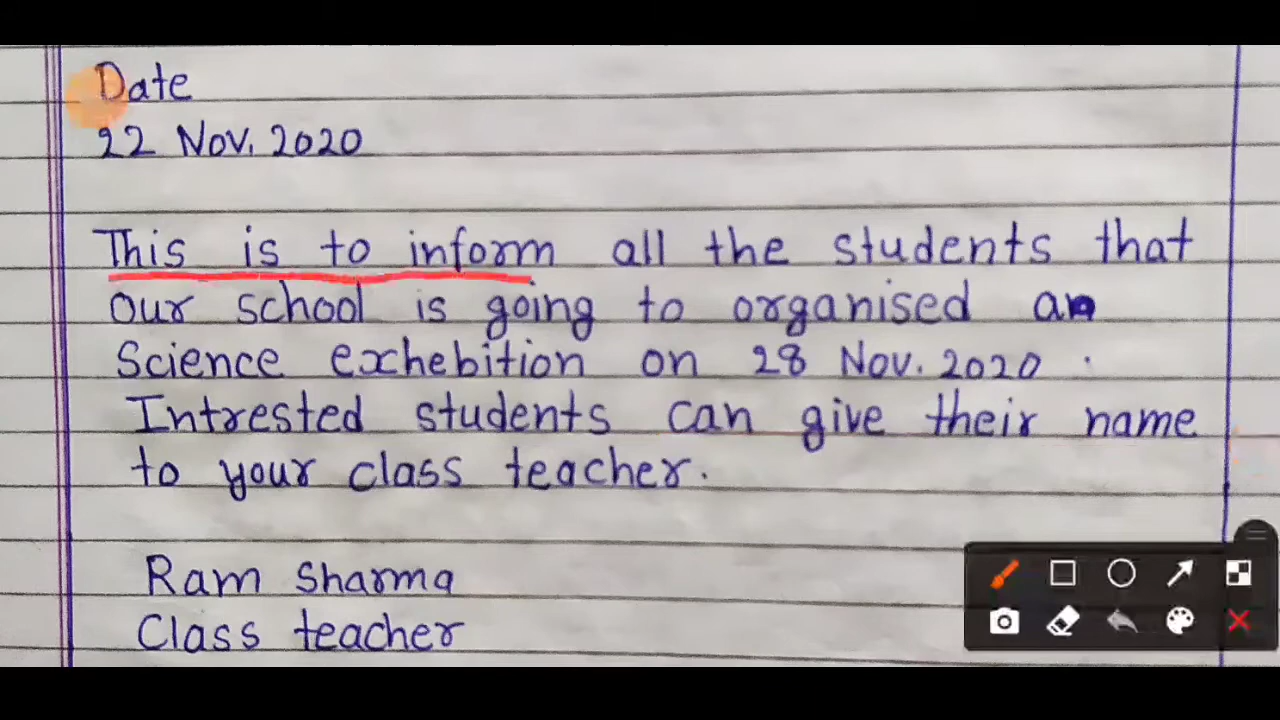 Date
22 Nov. 2020
This is to inform all the students that
our school is going to organised a
Science exhebition on 28 Nov. 2020 .
Intrested students can give their name
to your class teacher.
Ram Sharma
Class teacher